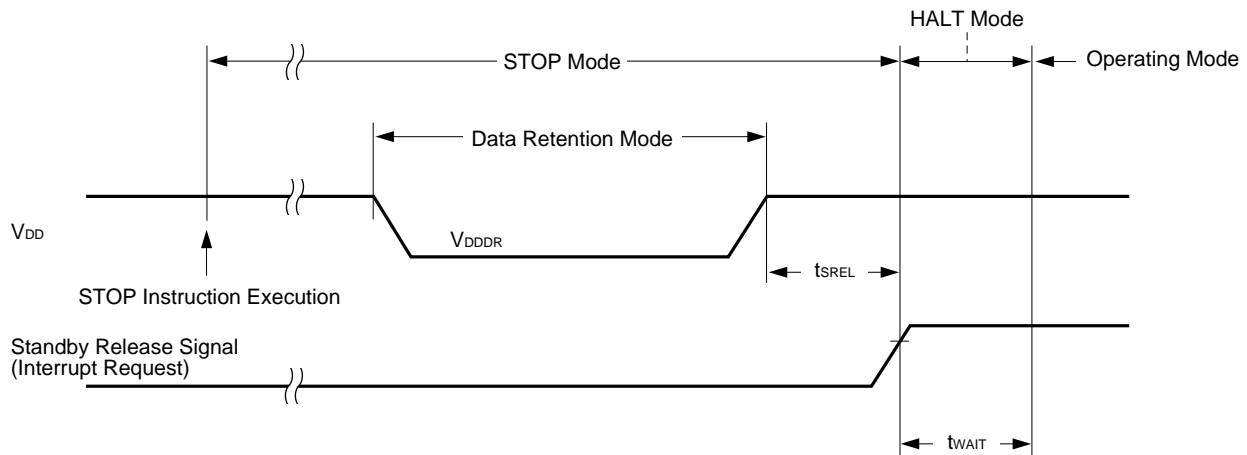 HALT Mode
STOP Mode
Operating Mode
Data Retention Mode
VDD
VDDDR
tSREL
STOP Instruction Execution
Standby Release Signal
(Interrupt Request)
tWAIT